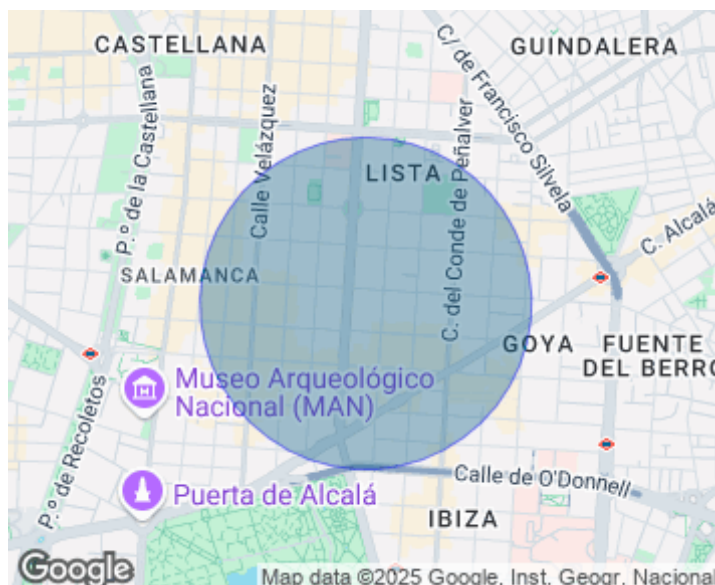 CASTELLANA
GUINDALERA
C/ de Francisco Silvela
P.º de la Castellana
Calle Velázquez
C. del Conde de Peñalver
LISTA
C. Alcalá
SALAMANCA
GOYA
FUENTE
DEL BERRO
Museo Arqueológico
Nacional (MAN)
P.º de Recoletos
Puerta de Alcalá
Calle de O'Donnell
IBIZA
Google
Map data ©2025 Google, Inst. Geogr. Nacional